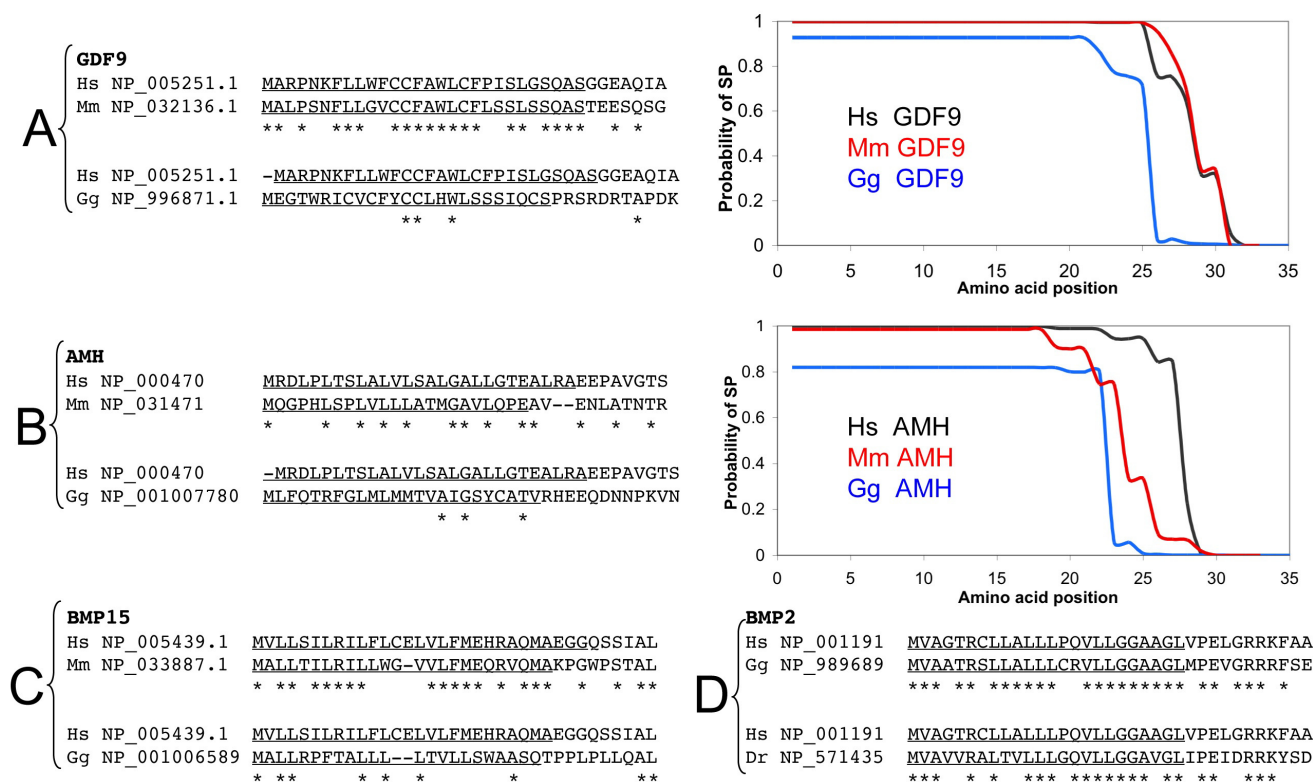 A
GDF9
Hs NP_005251.1 MARPNKFLLWFCCFAWLCFPISLGSQASGGEAQIA
Mm NP_032136.1 MALPSNFLLGVCCFAWLCFLSSLSSQASTEESQSG
** * *** ******** ** **** * *
Hs NP_005251.1 -MARPNKFLLWFCCFAWLCFPISLGSQASGGEAQIA
Gg NP_996871.1 MEGTWRICVCFYCCLHWLSSSIQCSPRSRDRTAPDK
** * *
Probability of SP
1
0.8
0.6
0.4
0.2
0
Hs GDF9
Mm GDF9
Gg GDF9
0 5 10 15 20 25 30 35
Amino acid position
B
AMH
Hs NP_000470 MRDLPLTSLALVLSALGALLGTEALRAEEPAVGTS
Mm NP_031471 MQGPHLSPLVLLLATMGAVLQPEAV--ENLATNTR
* * * * * ** * ** * * *
Hs NP_000470 -MRDLPLTSLALVLSALGALLGTEALRAEEPAVGTS
Gg NP_001007780 MLFQTRFGLMLMMTVAIGSYCATVRHEEQDNNPKVN
* * *
Probability of SP
1
0.8
0.6
0.4
0.2
0
Hs AMH
Mm AMH
Gg AMH
0 5 10 15 20 25 30 35
Amino acid position
C
BMP15
Hs NP_005439.1 MVLLSILRILFLCELVLFMEHRAQMAEGGQSSIAL
Mm NP_033887.1 MALLTILRILLWG-VVLFMEQRVQMAKPGWPSTAL
* ** ***** ***** * *** * * **
Hs NP_005439.1 MVLLSILRILFLCELVLFMEHRAQMAEGGQSSIAL
Gg NP_001006589 MALLRPFTALLL--LTVLLSWAASQTPPLPLLQAL
* ** * * * * **
D
BMP2
Hs NP_001191 MVAGTRCLLALLLPQVLLGGAAGLVPELGRRKFAA
Gg NP_989689 MVAATRSLLALLLCRVLLGGAAGLMPEVGRRRFSE
*** ** ****** ********* ** *** *
Hs NP_001191 MVAGTRCLLALLLPQVLLGGAAGLVPELGRRKFAA
Dr NP_571435 MVAVVRALTVLLLGQVLLGGAVGLIPEIDRRKYSD
*** * * *** ******* ** ** ***